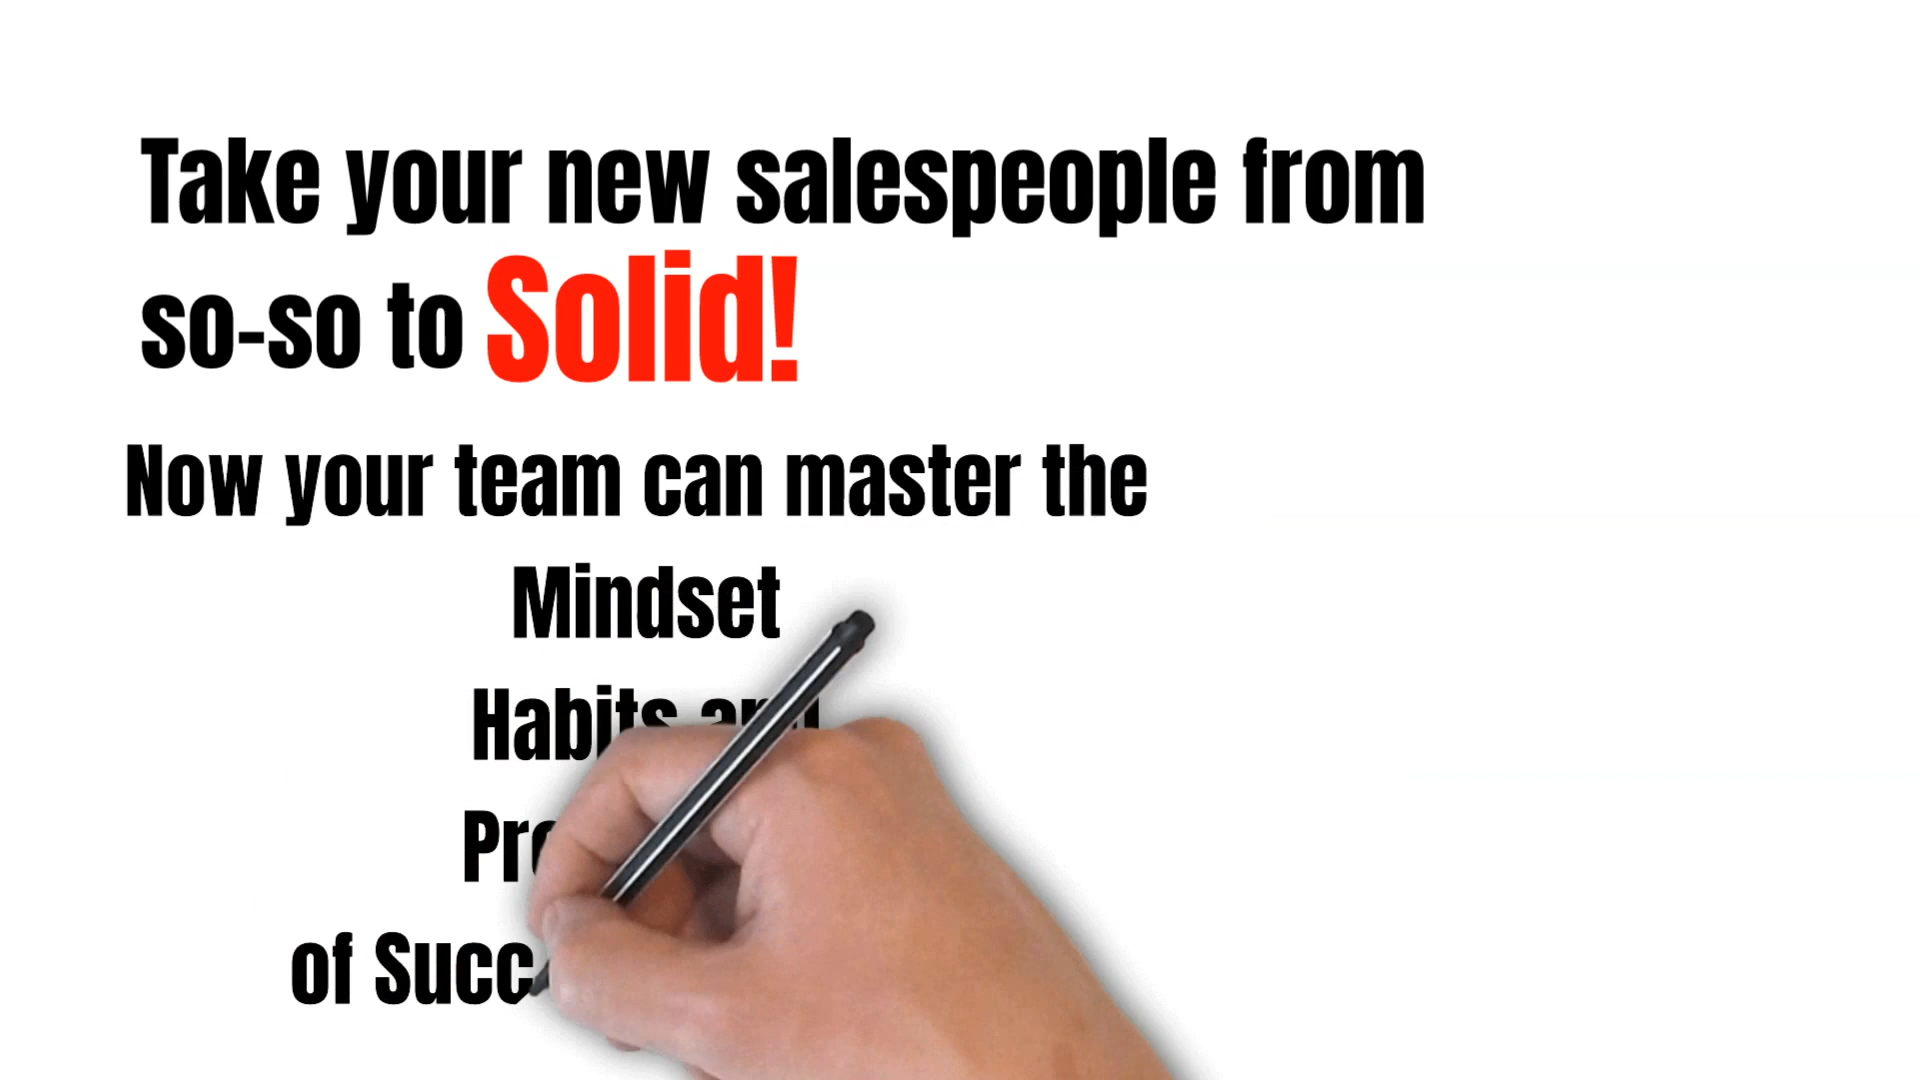 Take your new salespeople from
so-so to Solid!
Now your team can master the
Mindset
Habits and
of Succ